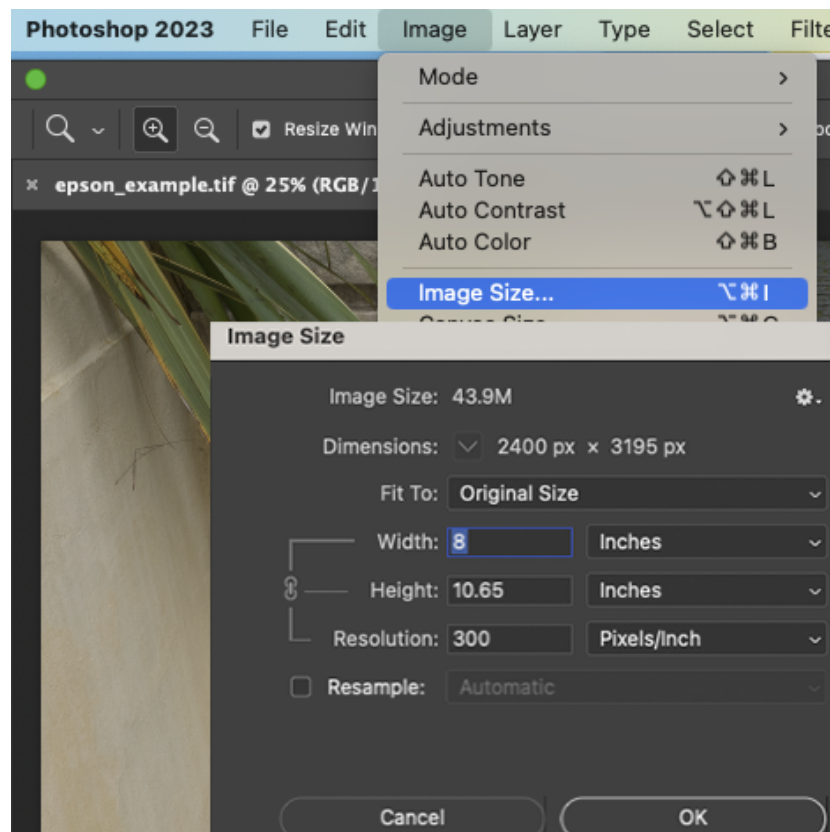 Photoshop 2023 File Edit Image Layer Type Select Filte
Mode
Resize Win
Adjustments
× epson_example.tif @ 25% (RGB/1
Auto Tone ⇧⌘L
Auto Contrast ⌥⇧⌘L
Auto Color ⇧⌘B
Image Size... ⌥⌘I
Image Size
Image Size: 43.9M
Dimensions: 2400 px × 3195 px
Fit To: Original Size
Width: 8 Inches
Height: 10.65 Inches
Resolution: 300 Pixels/Inch
Resample: Automatic
Cancel OK